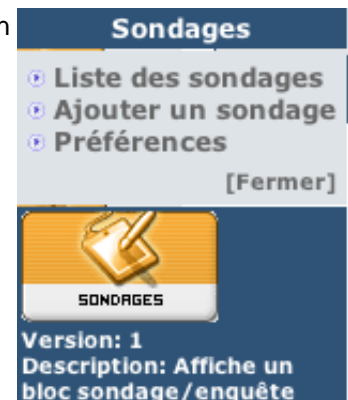 n
Sondages
Liste des sondages
Ajouter un sondage
Préférences
[Fermer]
SONDAGES
Version: 1
Description: Affiche un
bloc sondage/enquête